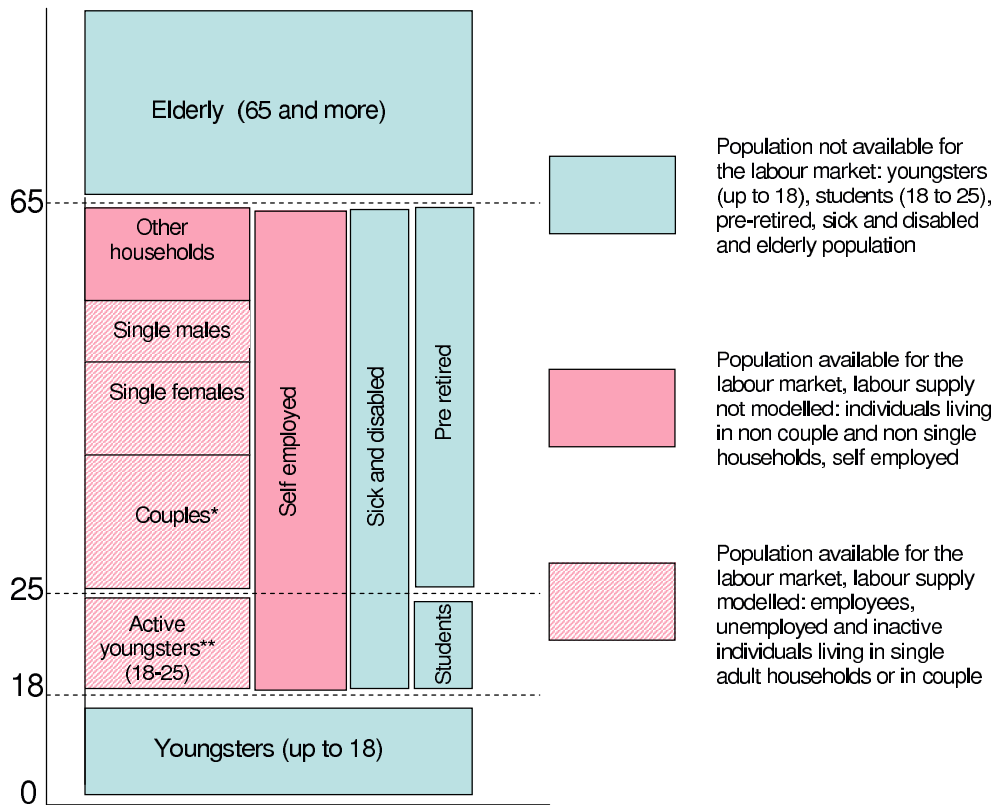 Elderly (65 and more)
65
Other
households
Single males
Single females
Couples*
Self employed
Sick and disabled
Pre retired
25
Active
youngsters**
(18-25)
Students
18
Youngsters (up to 18)
0
Population not available for
the labour market: youngsters
(up to 18), students (18 to 25),
pre-retired, sick and disabled
and elderly population
Population available for the
labour market, labour supply
not modelled: individuals living
in non couple and non single
households, self employed
Population available for the
labour market, labour supply
modelled: employees,
unemployed and inactive
individuals living in single
adult households or in couple